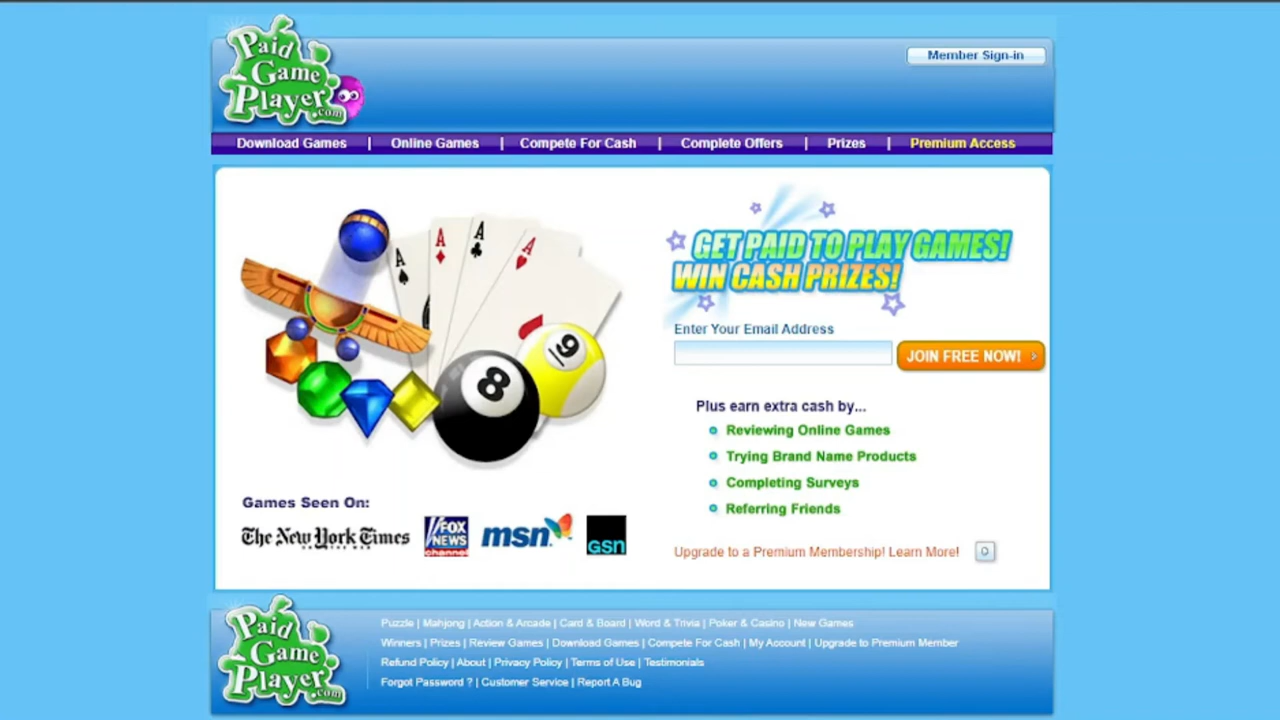 Paid
Game
Player
.com
Member Sign-in
Download Games | Online Games | Compete For Cash | Complete Offers | Prizes | Premium Access
A A A A
GET PAID TO PLAY GAMES!
WIN CASH PRIZES!
Enter Your Email Address
JOIN FREE NOW! >
9
8
Plus earn extra cash by...
Reviewing Online Games
Trying Brand Name Products
Completing Surveys
Referring Friends
Games Seen On:
The New York Times
ON THE WEB
FOX
NEWS
channel
msn
GSN
Upgrade to a Premium Membership! Learn More!
Paid
Game
Player
.com
Puzzle | Mahjong | Action & Arcade | Card & Board | Word & Trivia | Poker & Casino | New Games
Winners | Prizes | Review Games | Download Games | Compete For Cash | My Account | Upgrade to Premium Member
Refund Policy | About | Privacy Policy | Terms of Use | Testimonials
Forgot Password ? | Customer Service | Report A Bug